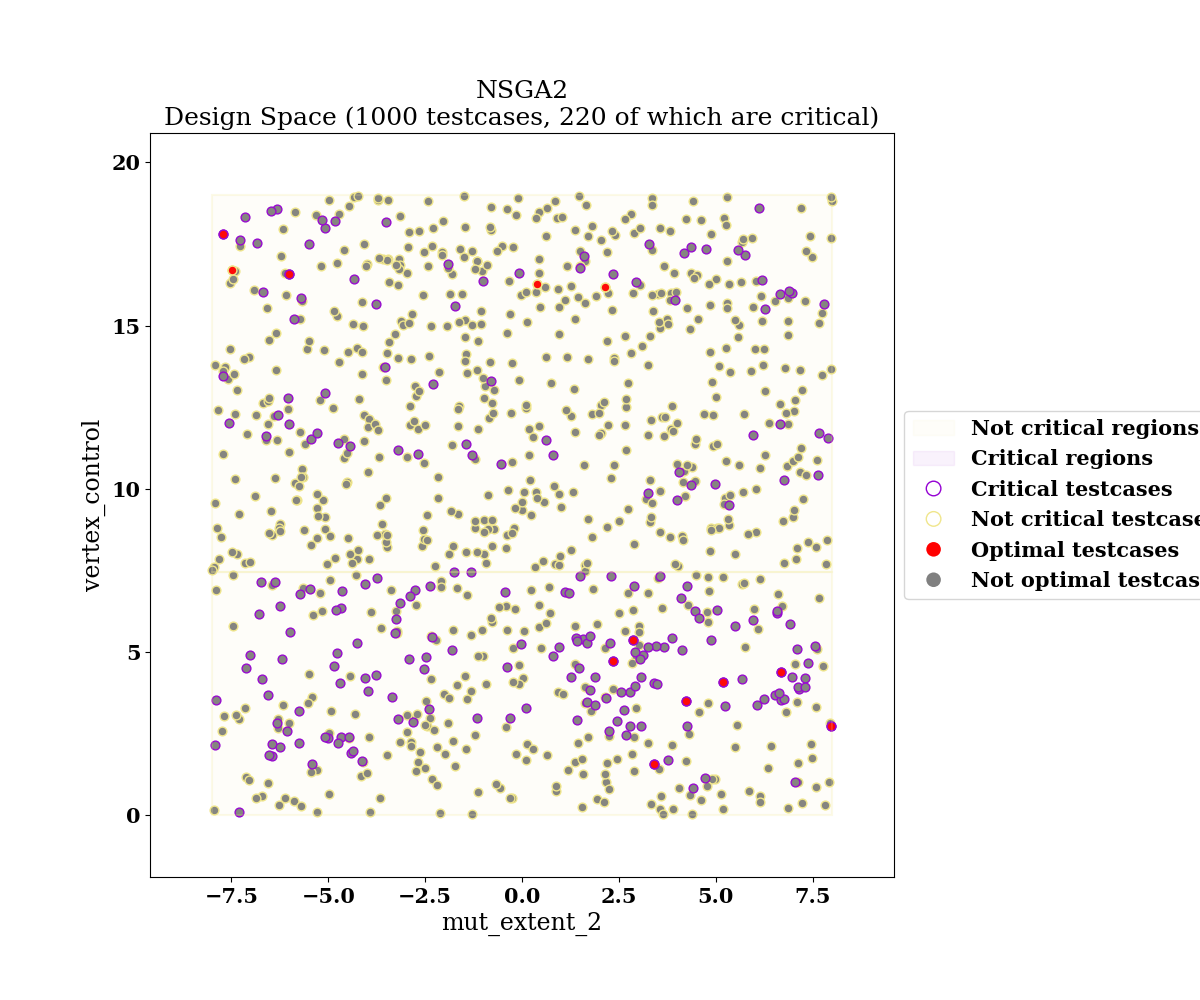 NSGA2
Design Space (1000 testcases, 220 of which are critical)
20
15
10
5
0
vertex_control
−7.5 −5.0 −2.5 0.0 2.5 5.0 7.5
mut_extent_2
Not critical regions
Critical regions
Critical testcases
Not critical testcase
Optimal testcases
Not optimal testcas